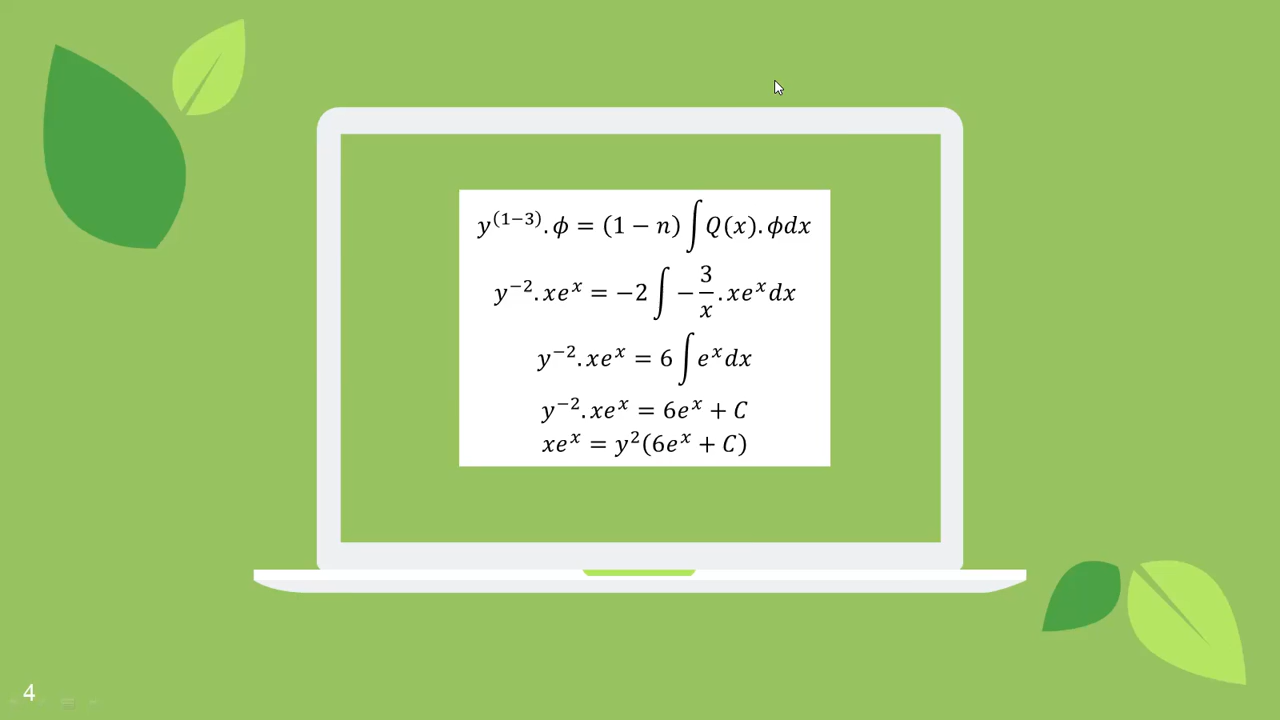 y^(1−3).ϕ = (1 − n) ∫ Q(x).ϕdx
y^−2.xe^x = −2 ∫ −3/x.xe^x dx
y^−2.xe^x = 6 ∫ e^x dx
y^−2.xe^x = 6e^x + C
xe^x = y^2(6e^x + C)
4